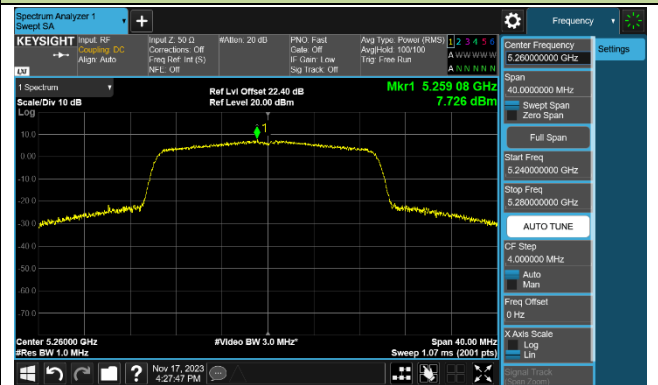 Spectrum Analyzer 1
Swept SA
Frequency
KEYSIGHT
Input: RF
Coupling: DC
Align: Auto
Input Z: 50 Ω
Corrections: Off
Freq Ref: Int (S)
NFE: Off
#Atten: 20 dB
PNO: Fast
Gate: Off
IF Gain: Low
Sig Track: Off
Avg Type: Power (RMS)
Avg|Hold: 100/100
Trig: Free Run
1 2 3 4 5 6
A W W W W W
A N N N N N
LXI
1 Spectrum
Scale/Div 10 dB
Log
Ref Lvl Offset 22.40 dB
Ref Level 20.00 dBm
Mkr1 5.259 08 GHz
7.726 dBm
1
10.0
0.00
-10.0
-20.0
-30.0
-40.0
-50.0
-60.0
-70.0
Center 5.26000 GHz
#Res BW 1.0 MHz
#Video BW 3.0 MHz*
Span 40.00 MHz
Sweep 1.07 ms (2001 pts)
Nov 17, 2023
4:27:47 PM
Center Frequency
5.260000000 GHz
Settings
Span
40.0000000 MHz
Swept Span
Zero Span
Full Span
Start Freq
5.240000000 GHz
Stop Freq
5.280000000 GHz
AUTO TUNE
CF Step
4.000000 MHz
Auto
Man
Freq Offset
0 Hz
X Axis Scale
Log
Lin
Signal Track
(Span Zoom)